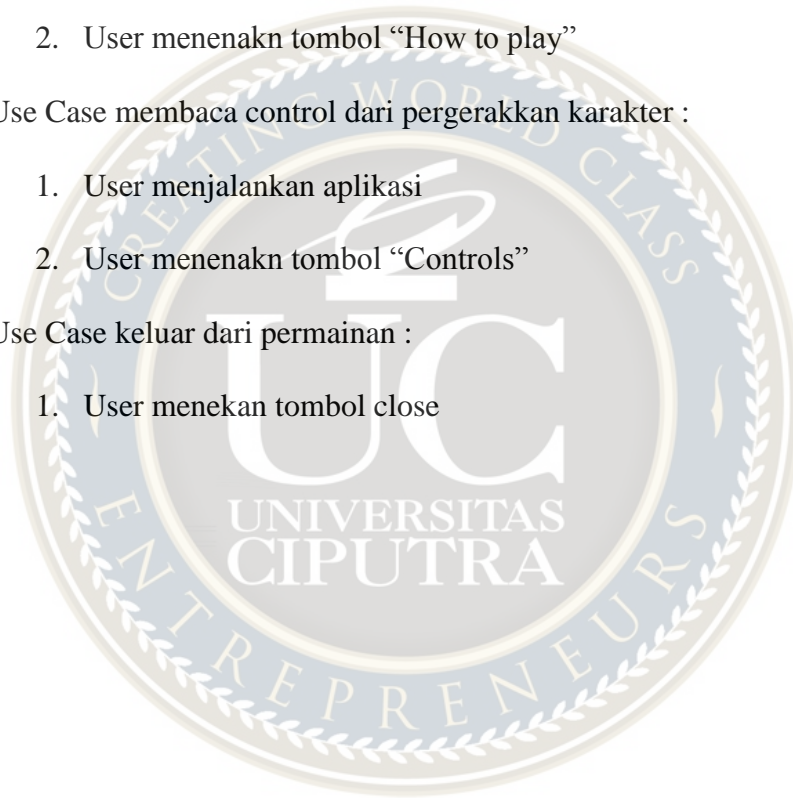 2. User menenakn tombol “How to play”
Use Case membaca control dari pergerakkan karakter :
1. User menjalankan aplikasi
2. User menenakn tombol “Controls”
Use Case keluar dari permainan :
1. User menekan tombol close
CREATING WORLD CLASS
UC
UNIVERSITAS
CIPUTRA
ENTREPRENEURS